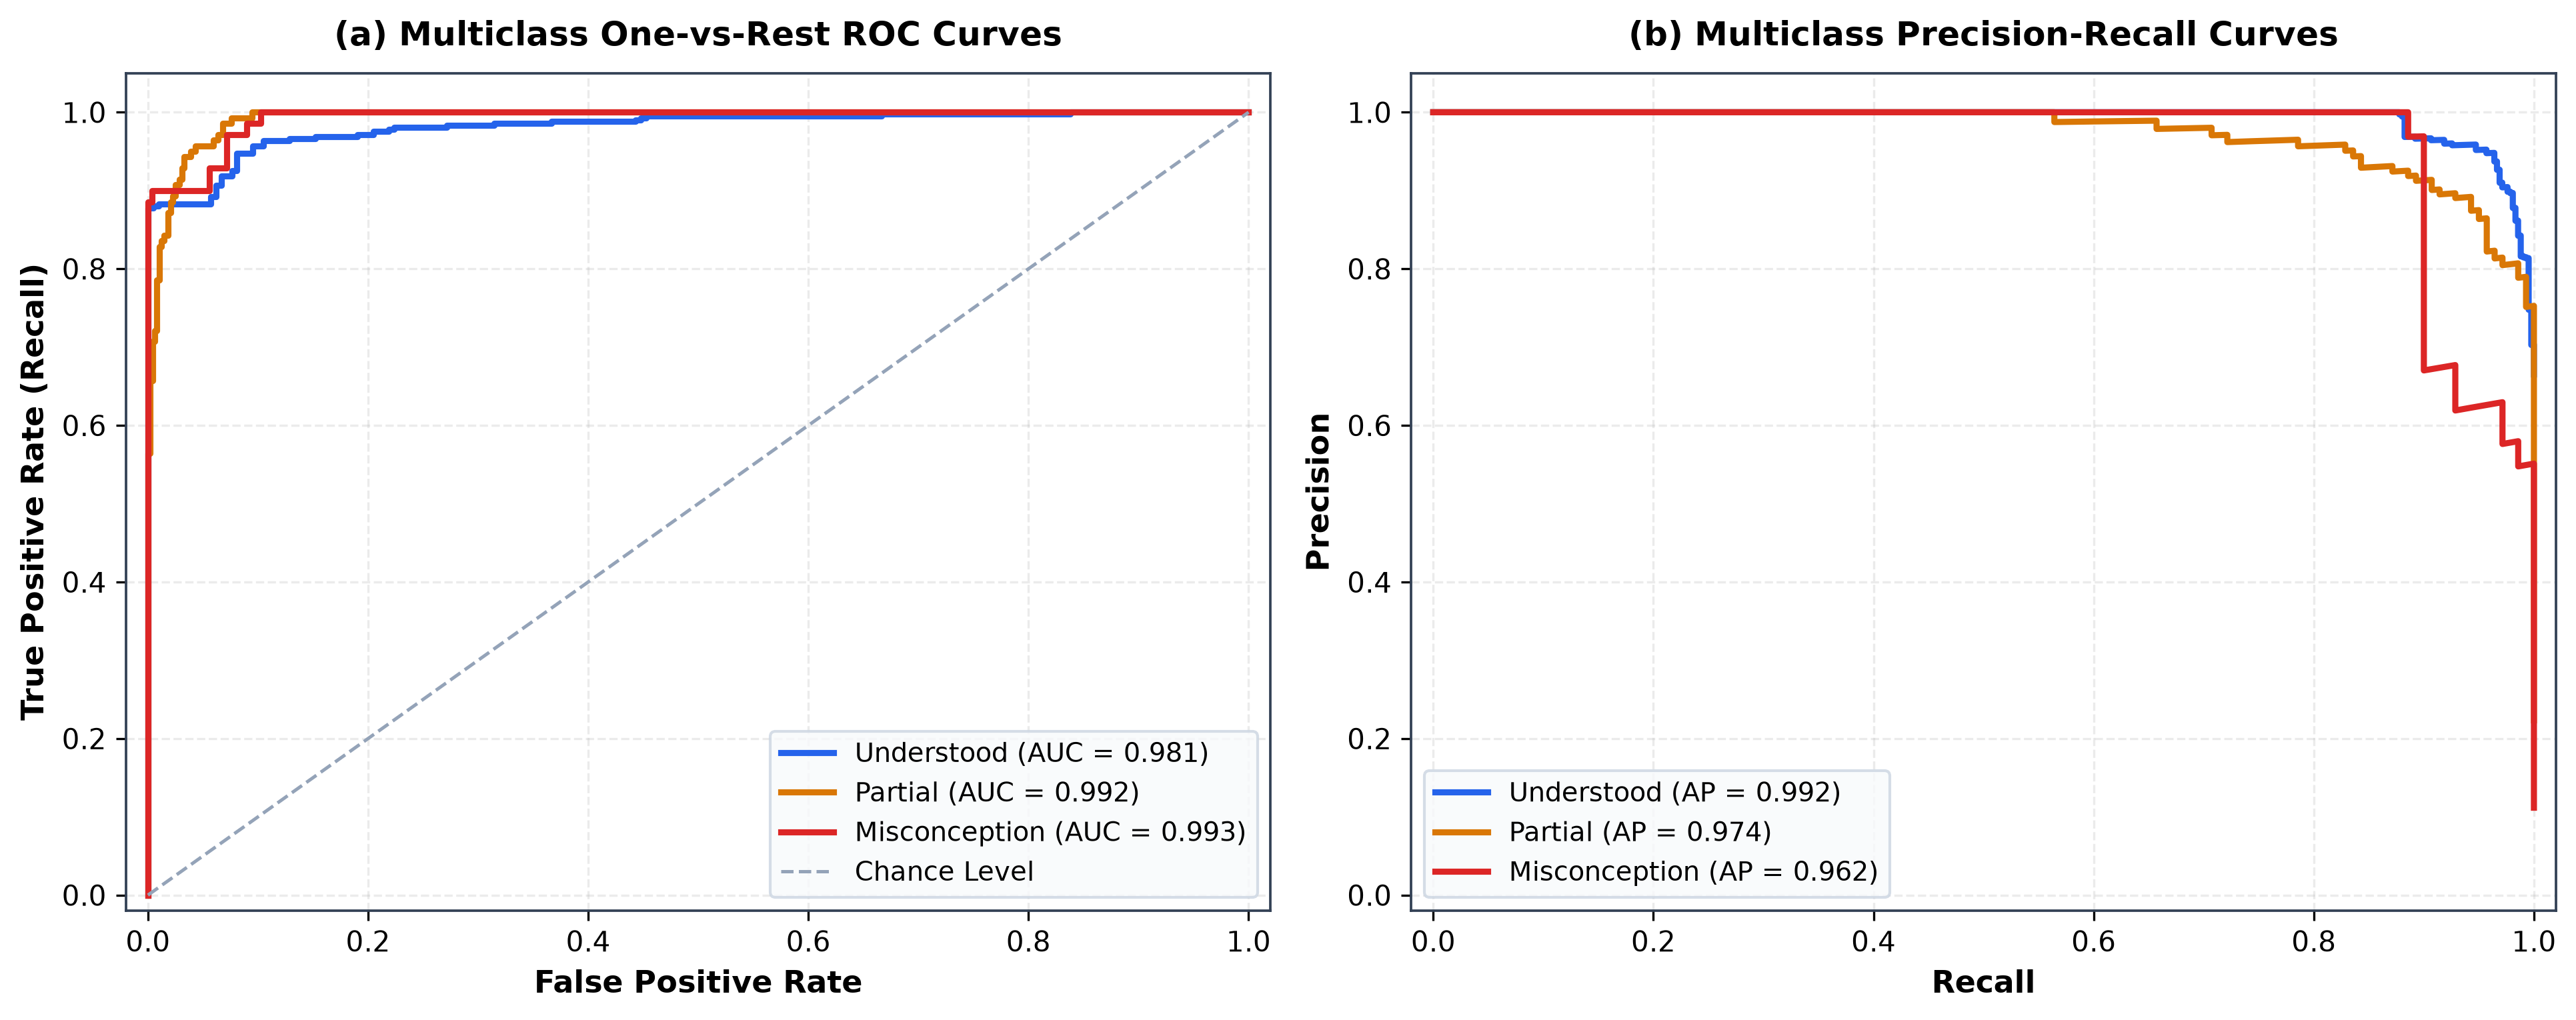 (a) Multiclass One-vs-Rest ROC Curves
True Positive Rate (Recall)
1.0
0.8
0.6
0.4
0.2
0.0
0.0 0.2 0.4 0.6 0.8 1.0
False Positive Rate
Understood (AUC = 0.981)
Partial (AUC = 0.992)
Misconception (AUC = 0.993)
Chance Level
(b) Multiclass Precision-Recall Curves
Precision
1.0
0.8
0.6
0.4
0.2
0.0
0.0 0.2 0.4 0.6 0.8 1.0
Recall
Understood (AP = 0.992)
Partial (AP = 0.974)
Misconception (AP = 0.962)